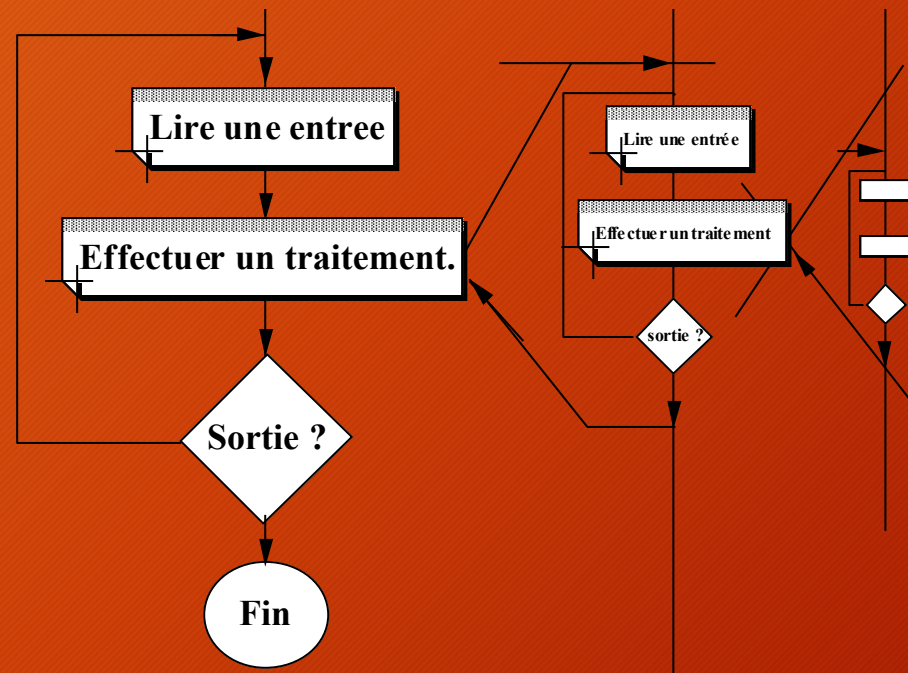 Lire une entree
Effectuer un traitement.
Sortie ?
Fin
Lire une entrée
Effectuer un traitement
sortie ?